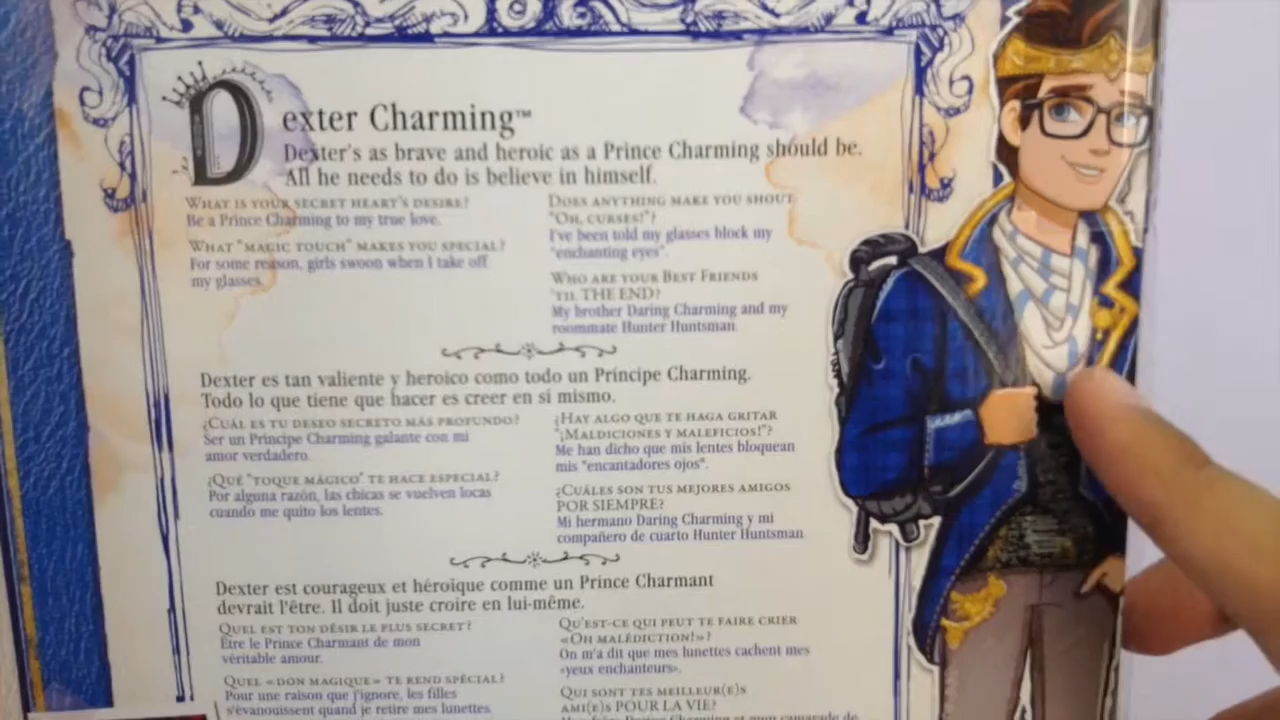 Dexter Charming™
Dexter's as brave and heroic as a Prince Charming should be.
All he needs to do is believe in himself.
WHAT IS YOUR SECRET HEART'S DESIRE?
Be a Prince Charming to my true love.
WHAT "MAGIC TOUCH" MAKES YOU SPECIAL?
For some reason, girls swoon when I take off
my glasses.
DOES ANYTHING MAKE YOU SHOUT
"OH, CURSES!"?
I've been told my glasses block my
"enchanting eyes".
WHO ARE YOUR BEST FRIENDS
'TIL THE END?
My brother Daring Charming and my
roommate Hunter Huntsman.
Dexter es tan valiente y heroico como todo un Príncipe Charming.
Todo lo que tiene que hacer es creer en sí mismo.
¿CUÁL ES TU DESEO SECRETO MÁS PROFUNDO?
Ser un Príncipe Charming galante con mi
amor verdadero.
¿QUÉ "TOQUE MÁGICO" TE HACE ESPECIAL?
Por alguna razón, las chicas se vuelven locas
cuando me quito los lentes.
¿HAY ALGO QUE TE HAGA GRITAR
"¡MALDICIONES Y MALEFICIOS!"?
Me han dicho que mis lentes bloquean
mis "encantadores ojos".
¿CUÁLES SON TUS MEJORES AMIGOS
POR SIEMPRE?
Mi hermano Daring Charming y mi
compañero de cuarto Hunter Huntsman
Dexter est courageux et héroïque comme un Prince Charmant
devrait l'être. Il doit juste croire en lui-même.
QUEL EST TON DÉSIR LE PLUS SECRET?
Être le Prince Charmant de mon
véritable amour.
QUEL «DON MAGIQUE» TE REND SPÉCIAL?
Pour une raison que j'ignore, les filles
s'évanouissent quand je retire mes lunettes.
QU'EST-CE QUI PEUT TE FAIRE CRIER
«OH MALÉDICTION!»?
On m'a dit que mes lunettes cachent mes
«yeux enchanteurs».
QUI SONT TES MEILLEUR(E)S
AMI(E)S POUR LA VIE?
Mon frère Dexter Charming et mon camarade de